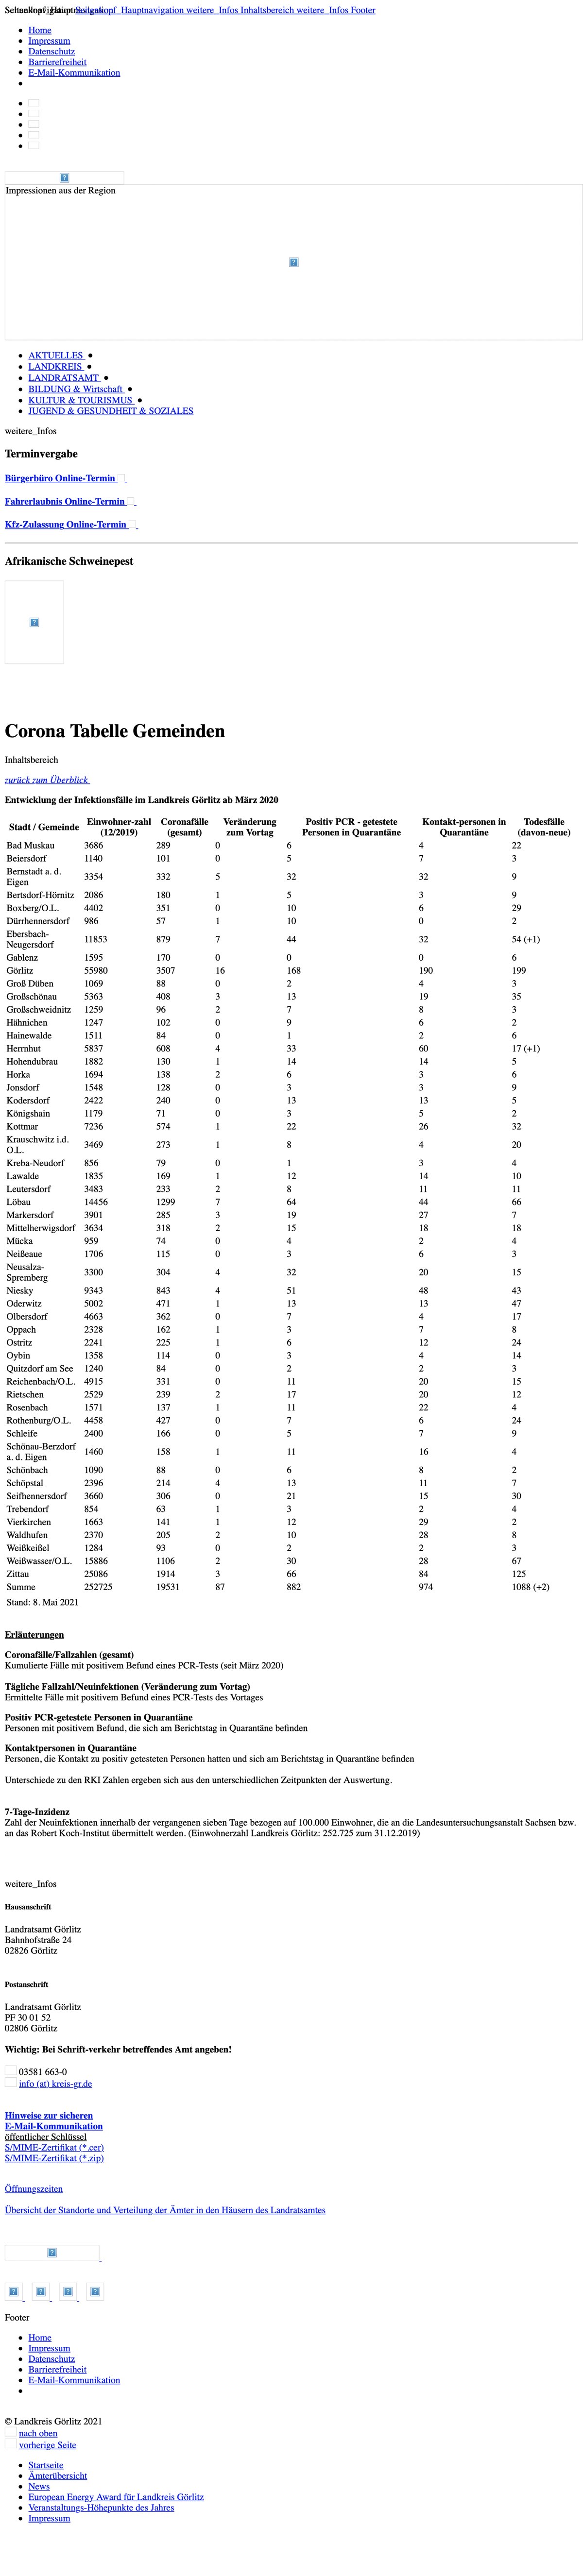 Seitenkopf Hauptnavigation Seitenkopf Hauptnavigation weitere_Infos Inhaltsbereich weitere_Infos Footer
Home
Impressum
Datenschutz
Barrierefreiheit
E-Mail-Kommunikation
Impressionen aus der Region
AKTUELLES
LANDKREIS
LANDRATSAMT
BILDUNG & Wirtschaft
KULTUR & TOURISMUS
JUGEND & GESUNDHEIT & SOZIALES
weitere_Infos
Terminvergabe
Bürgerbüro Online-Termin
Fahrerlaubnis Online-Termin
Kfz-Zulassung Online-Termin
Afrikanische Schweinepest
Corona Tabelle Gemeinden
Inhaltsbereich
zurück zum Überblick
Entwicklung der Infektionsfälle im Landkreis Görlitz ab März 2020
Stadt / Gemeinde Einwohner-zahl (12/2019) Coronafälle (gesamt) Veränderung zum Vortag Positiv PCR - getestete Personen in Quarantäne Kontakt-personen in Quarantäne Todesfälle (davon-neue)
Bad Muskau 3686 289 0 6 4 22
Beiersdorf 1140 101 0 5 7 3
Bernstadt a. d. Eigen 3354 332 5 32 32 9
Bertsdorf-Hörnitz 2086 180 1 5 3 9
Boxberg/O.L. 4402 351 0 10 6 29
Dürrhennersdorf 986 57 1 10 0 2
Ebersbach-Neugersdorf 11853 879 7 44 32 54 (+1)
Gablenz 1595 170 0 0 0 6
Görlitz 55980 3507 16 168 190 199
Groß Düben 1069 88 0 2 4 3
Großschönau 5363 408 3 13 19 35
Großschweidnitz 1259 96 2 7 8 3
Hähnichen 1247 102 0 9 6 2
Hainewalde 1511 84 0 1 2 6
Herrnhut 5837 608 4 33 60 17 (+1)
Hohendubrau 1882 130 1 14 14 5
Horka 1694 138 2 6 3 6
Jonsdorf 1548 128 0 3 3 9
Kodersdorf 2422 240 0 13 13 5
Königshain 1179 71 0 3 5 2
Kottmar 7236 574 1 22 26 32
Krauschwitz i.d. O.L. 3469 273 1 8 4 20
Kreba-Neudorf 856 79 0 1 3 4
Lawalde 1835 169 1 12 14 10
Leutersdorf 3483 233 2 8 11 11
Löbau 14456 1299 7 64 44 66
Markersdorf 3901 285 3 19 27 7
Mittelherwigsdorf 3634 318 2 15 18 18
Mücka 959 74 0 4 2 4
Neißeaue 1706 115 0 3 6 3
Neusalza-Spremberg 3300 304 4 32 20 15
Niesky 9343 843 4 51 48 43
Oderwitz 5002 471 1 13 13 47
Olbersdorf 4663 362 0 7 4 17
Oppach 2328 162 1 3 7 8
Ostritz 2241 225 1 6 12 24
Oybin 1358 114 0 3 4 14
Quitzdorf am See 1240 84 0 2 2 3
Reichenbach/O.L. 4915 331 0 11 20 15
Rietschen 2529 239 2 17 20 12
Rosenbach 1571 137 1 11 22 4
Rothenburg/O.L. 4458 427 0 7 6 24
Schleife 2400 166 0 5 7 9
Schönau-Berzdorf a. d. Eigen 1460 158 1 11 16 4
Schönbach 1090 88 0 6 8 2
Schöpstal 2396 214 4 13 11 7
Seifhennersdorf 3660 306 0 21 15 30
Trebendorf 854 63 1 3 2 4
Vierkirchen 1663 141 1 12 29 2
Waldhufen 2370 205 2 10 28 8
Weißkeißel 1284 93 0 2 2 3
Weißwasser/O.L. 15886 1106 2 30 28 67
Zittau 25086 1914 3 66 84 125
Summe 252725 19531 87 882 974 1088 (+2)
Stand: 8. Mai 2021
Erläuterungen
Coronafälle/Fallzahlen (gesamt)
Kumulierte Fälle mit positivem Befund eines PCR-Tests (seit März 2020)
Tägliche Fallzahl/Neuinfektionen (Veränderung zum Vortag)
Ermittelte Fälle mit positivem Befund eines PCR-Tests des Vortages
Positiv PCR-getestete Personen in Quarantäne
Personen mit positivem Befund, die sich am Berichtstag in Quarantäne befinden
Kontaktpersonen in Quarantäne
Personen, die Kontakt zu positiv getesteten Personen hatten und sich am Berichtstag in Quarantäne befinden
Unterschiede zu den RKI Zahlen ergeben sich aus den unterschiedlichen Zeitpunkten der Auswertung.
7-Tage-Inzidenz
Zahl der Neuinfektionen innerhalb der vergangenen sieben Tage bezogen auf 100.000 Einwohner, die an die Landesuntersuchungsanstalt Sachsen bzw.
an das Robert Koch-Institut übermittelt werden. (Einwohnerzahl Landkreis Görlitz: 252.725 zum 31.12.2019)
weitere_Infos
Hausanschrift
Landratsamt Görlitz
Bahnhofstraße 24
02826 Görlitz
Postanschrift
Landratsamt Görlitz
PF 30 01 52
02806 Görlitz
Wichtig: Bei Schrift-verkehr betreffendes Amt angeben!
03581 663-0
info (at) kreis-gr.de
Hinweise zur sicheren
E-Mail-Kommunikation
öffentlicher Schlüssel
S/MIME-Zertifikat (*.cer)
S/MIME-Zertifikat (*.zip)
Öffnungszeiten
Übersicht der Standorte und Verteilung der Ämter in den Häusern des Landratsamtes
Footer
Home
Impressum
Datenschutz
Barrierefreiheit
E-Mail-Kommunikation
© Landkreis Görlitz 2021
nach oben
vorherige Seite
Startseite
Ämterübersicht
News
European Energy Award für Landkreis Görlitz
Veranstaltungs-Höhepunkte des Jahres
Impressum